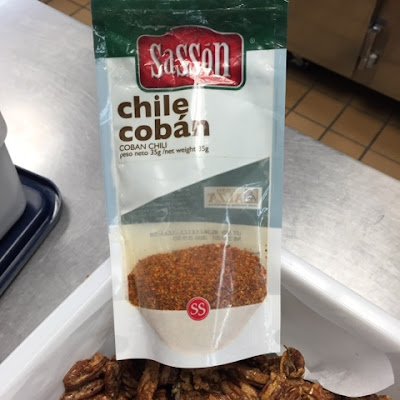 Sasson
®
chile
cobán
COBAN CHILI
peso neto 35g /net weight 35g
SS